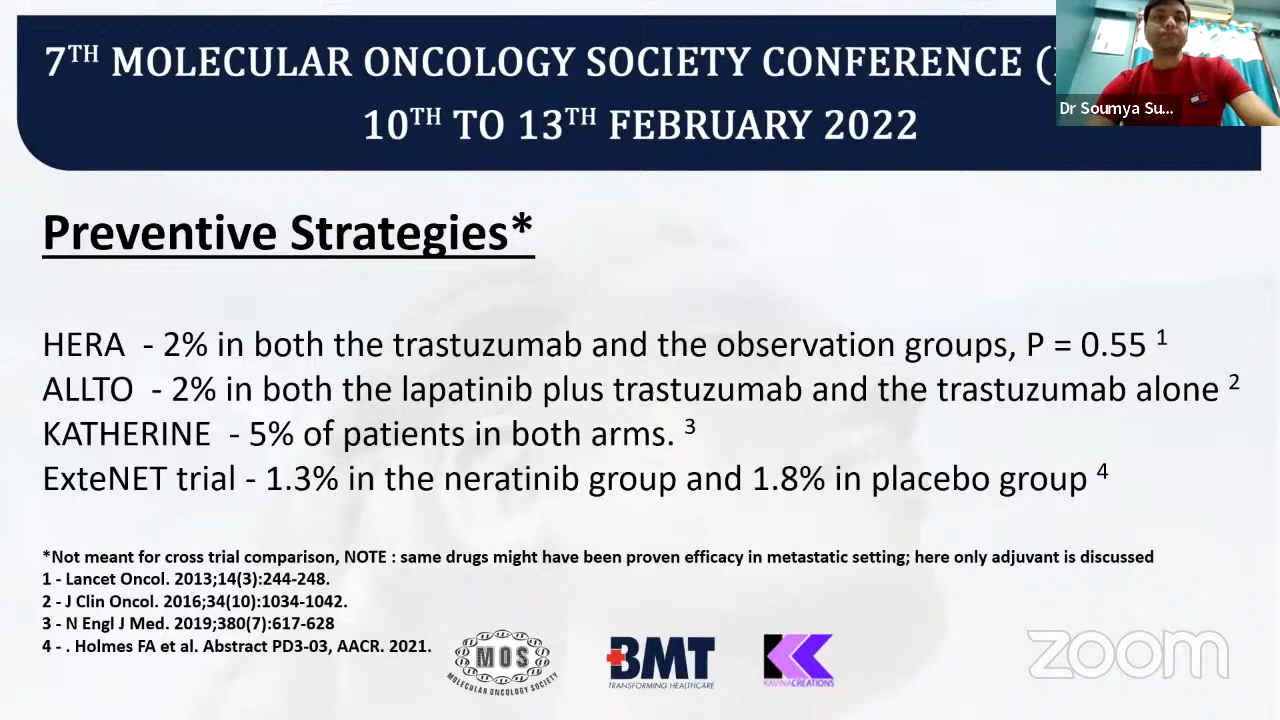 7TH MOLECULAR ONCOLOGY SOCIETY CONFERENCE (
10TH TO 13TH FEBRUARY 2022
Dr Soumya Su...
Preventive Strategies*
HERA - 2% in both the trastuzumab and the observation groups, P = 0.55 1
ALLTO - 2% in both the lapatinib plus trastuzumab and the trastuzumab alone 2
KATHERINE - 5% of patients in both arms. 3
ExteNET trial - 1.3% in the neratinib group and 1.8% in placebo group 4
*Not meant for cross trial comparison, NOTE : same drugs might have been proven efficacy in metastatic setting; here only adjuvant is discussed
1 - Lancet Oncol. 2013;14(3):244-248.
2 - J Clin Oncol. 2016;34(10):1034-1042.
3 - N Engl J Med. 2019;380(7):617-628
4 - . Holmes FA et al. Abstract PD3-03, AACR. 2021.
MOS
MOLECULAR ONCOLOGY SOCIETY
BMT
TRANSFORMING HEALTHCARE
KAVINA CREATIONS
zoom